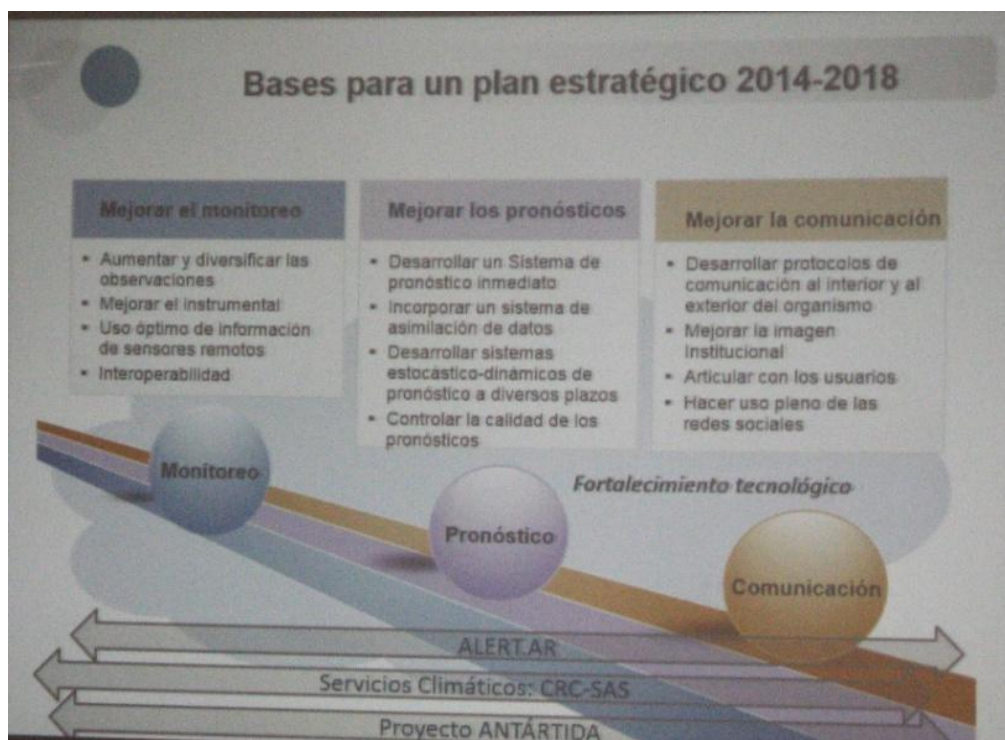 Bases para un plan estratégico 2014-2018
Mejorar el monitoreo
• Aumentar y diversificar las
observaciones
• Mejorar el instrumental
• Uso óptimo de información
de sensores remotos
• Interoperabilidad
Mejorar los pronósticos
• Desarrollar un Sistema de
pronóstico inmediato
• Incorporar un sistema de
asimilación de datos
• Desarrollar sistemas
estocástico-dinámicos de
pronóstico a diversos plazos
• Controlar la calidad de los
pronósticos
Mejorar la comunicación
• Desarrollar protocolos de
comunicación al interior y al
exterior del organismo
• Mejorar la imagen
institucional
• Articular con los usuarios
• Hacer uso pleno de las
redes sociales
Monitoreo
Fortalecimiento tecnológico
Pronóstico
Comunicación
ALERT.AR
Servicios Climáticos: CRC-SAS
Proyecto ANTÁRTIDA